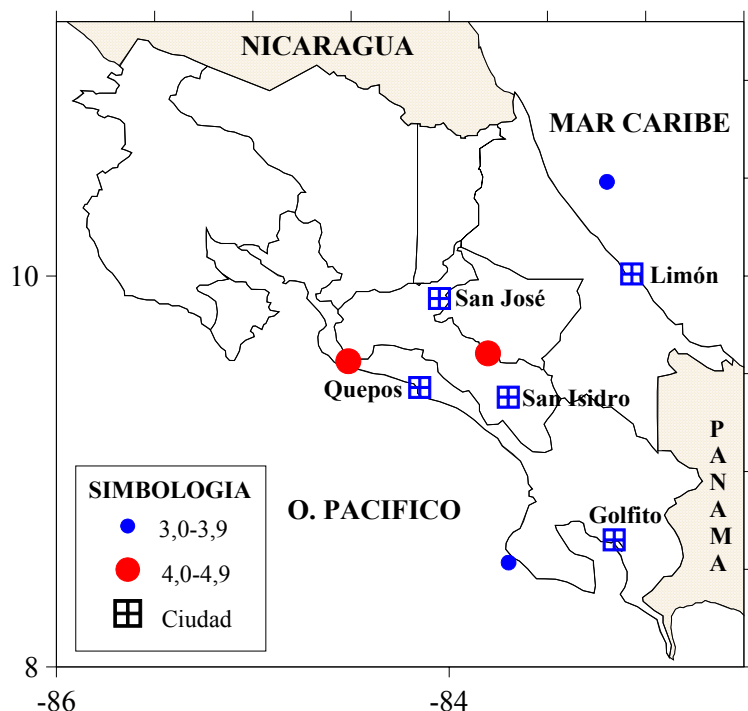 NICARAGUA
MAR CARIBE
10
Limón
San José
Quepos
San Isidro
PANAMA
SIMBOLOGIA
3,0-3,9
4,0-4,9
Ciudad
O. PACIFICO
Golfito
8
-86
-84